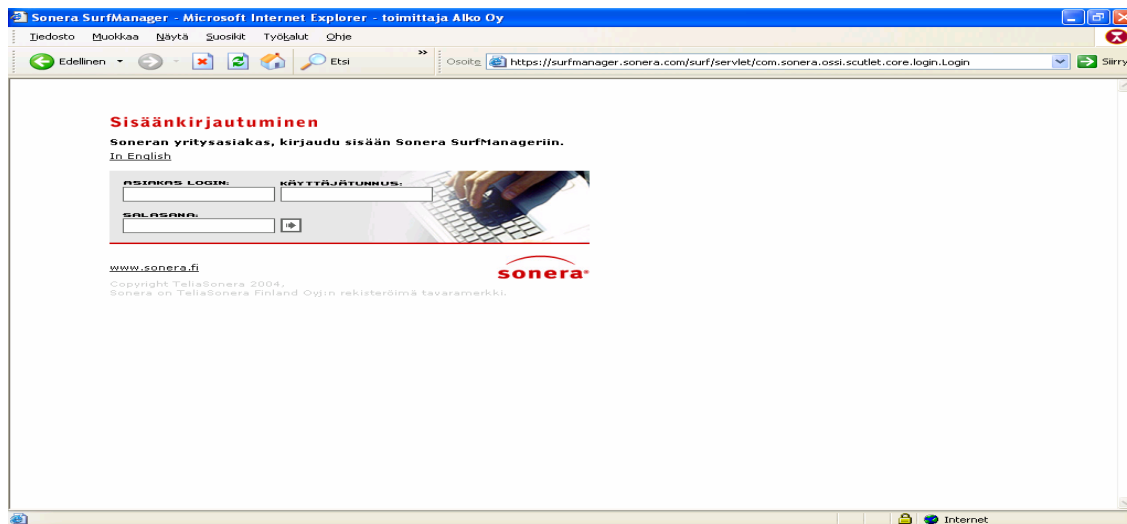 Sonera SurfManager - Microsoft Internet Explorer - toimittaja Alko Oy
Tiedosto Muokkaa Näytä Suosikit Työkalut Ohje
Edellinen Etsi » Osoite https://surfmanager.sonera.com/surf/servlet/com.sonera.ossi.scutlet.core.login.Login Siirry
Sisäänkirjautuminen
Soneran yritysasiakas, kirjaudu sisään Sonera SurfManageriin.
In English
ASIAKAS LOGIN: KÄYTTÄJÄTUNNUS:
SALASANA:
www.sonera.fi
sonera®
Copyright TeliaSonera 2004,
Sonera on TeliaSonera Finland Oyj:n rekisteröimä tavaramerkki.
Internet